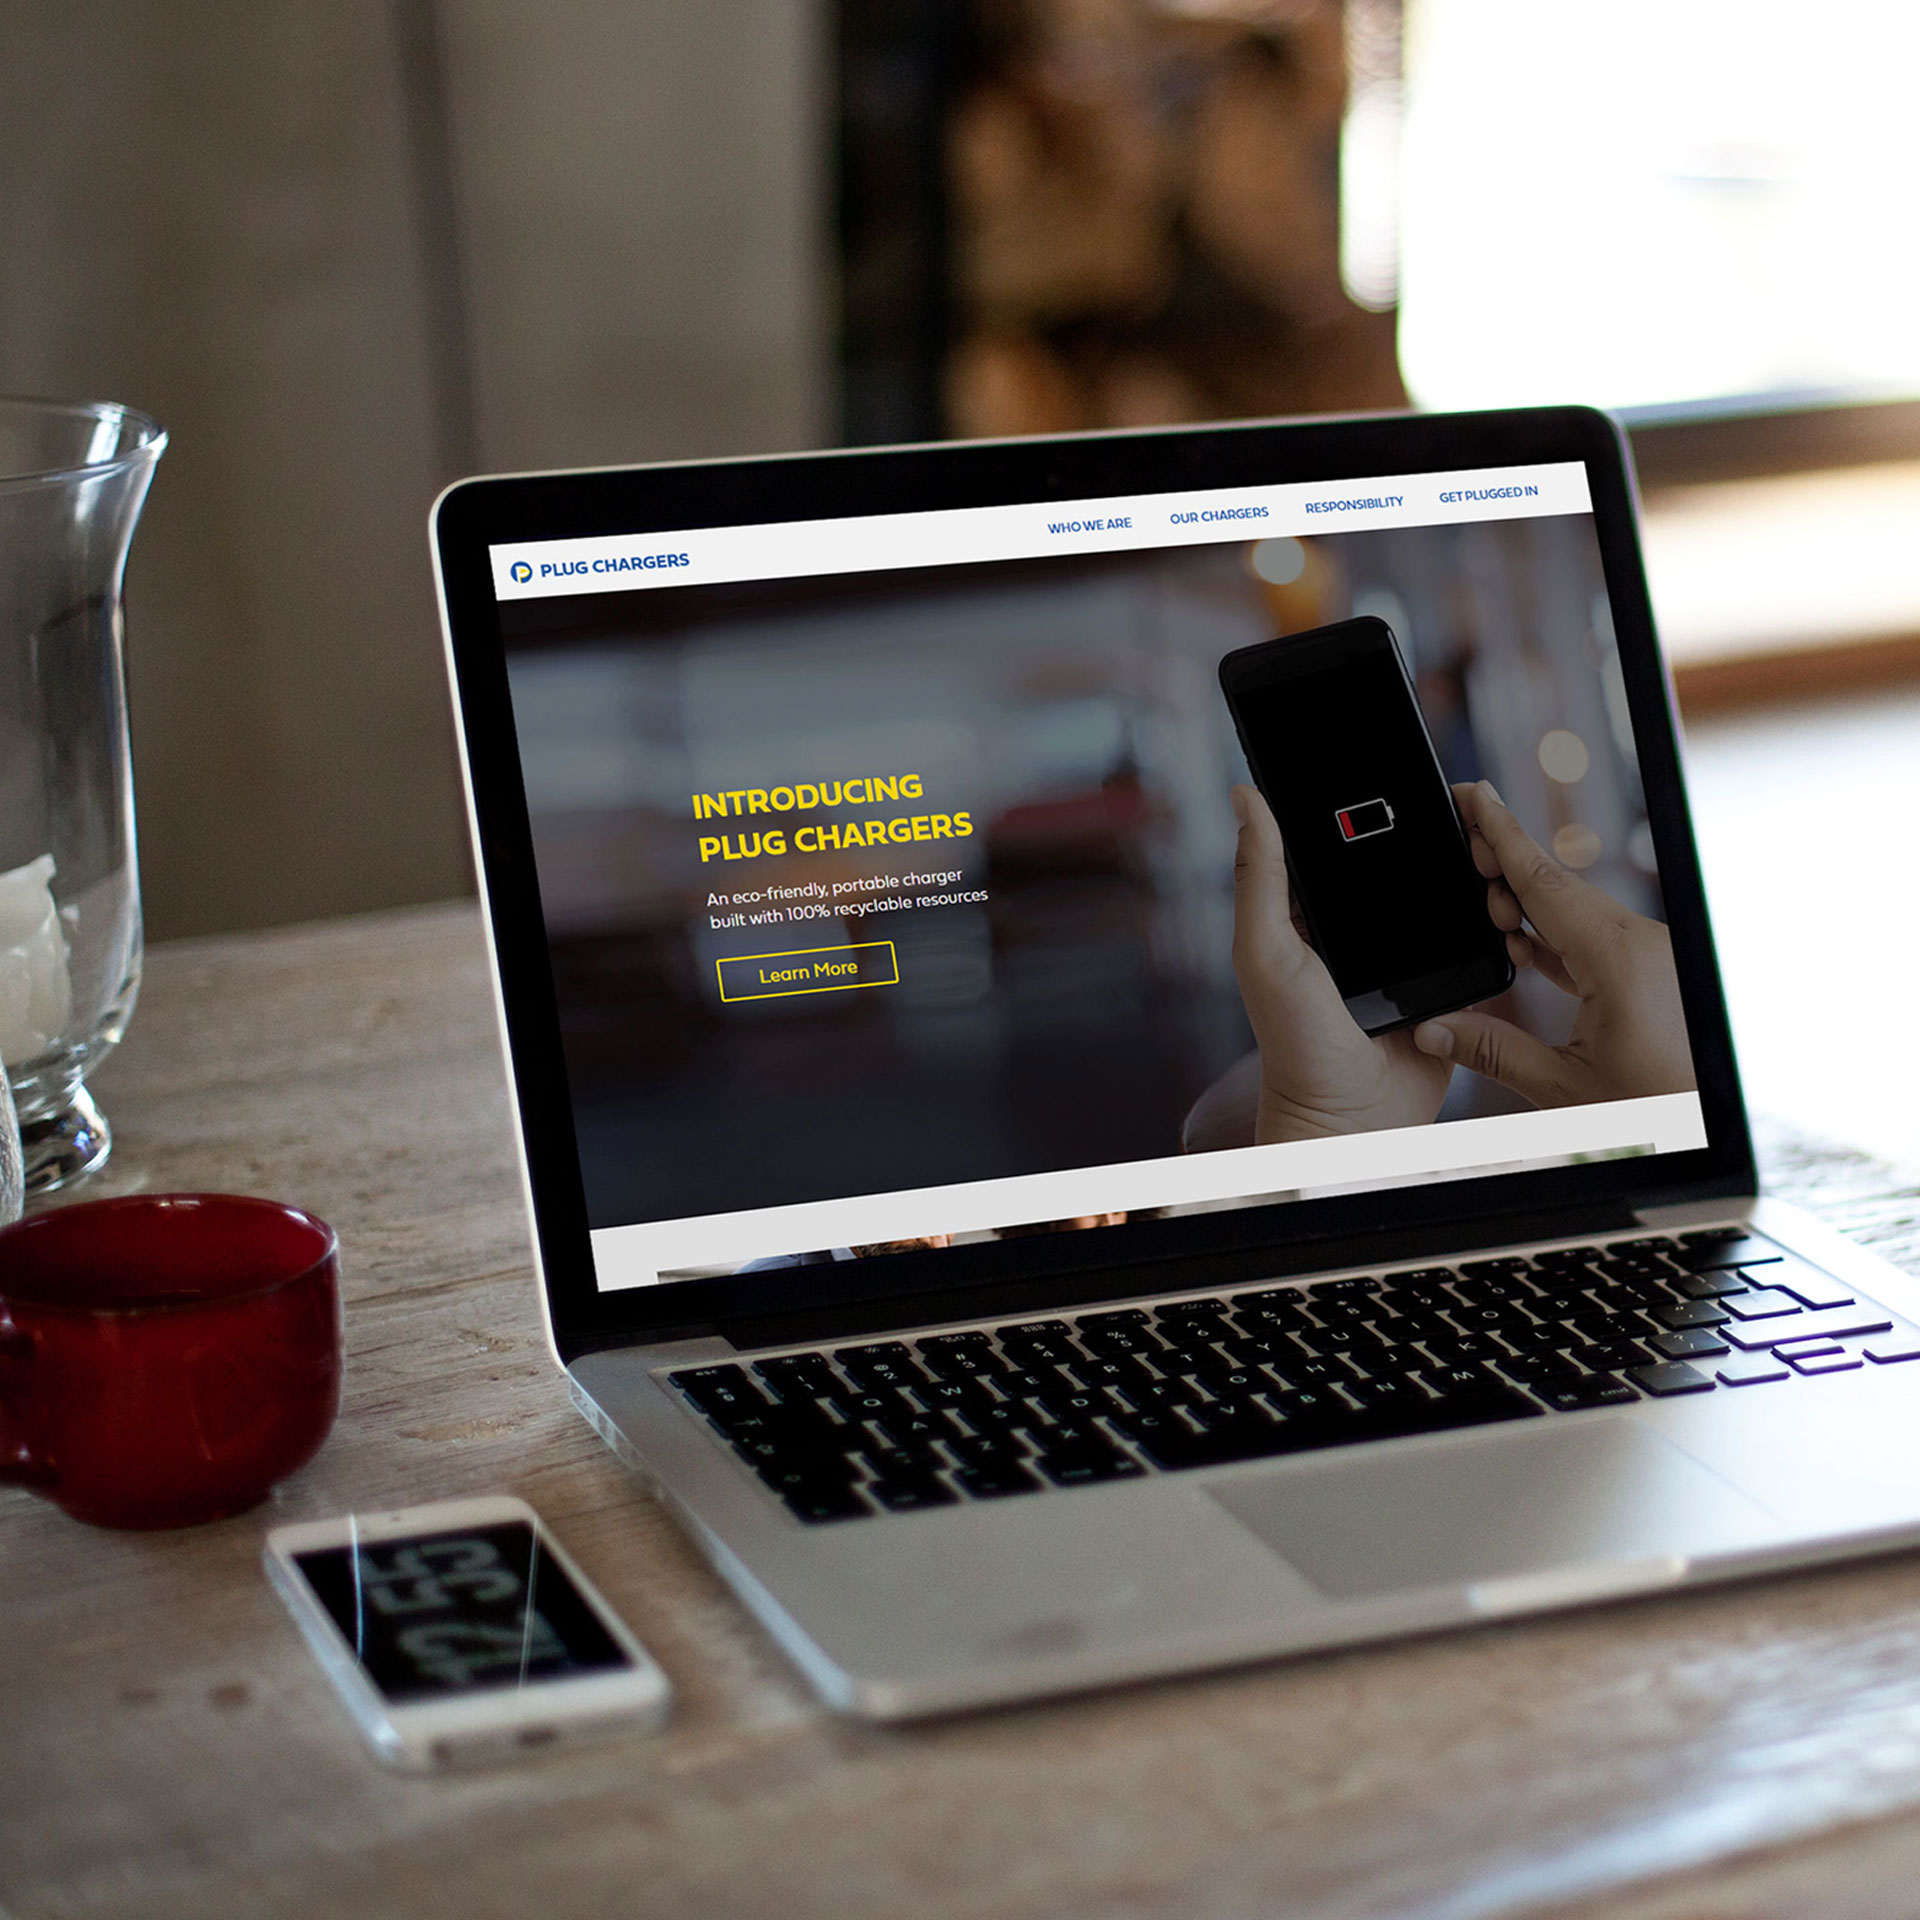 WHO WE ARE
OUR CHARGERS
RESPONSIBILITY
GET PLUGGED IN
PLUG CHARGERS
INTRODUCING
PLUG CHARGERS
An eco-friendly, portable charger
built with 100% recyclable resources
Learn More
12:55